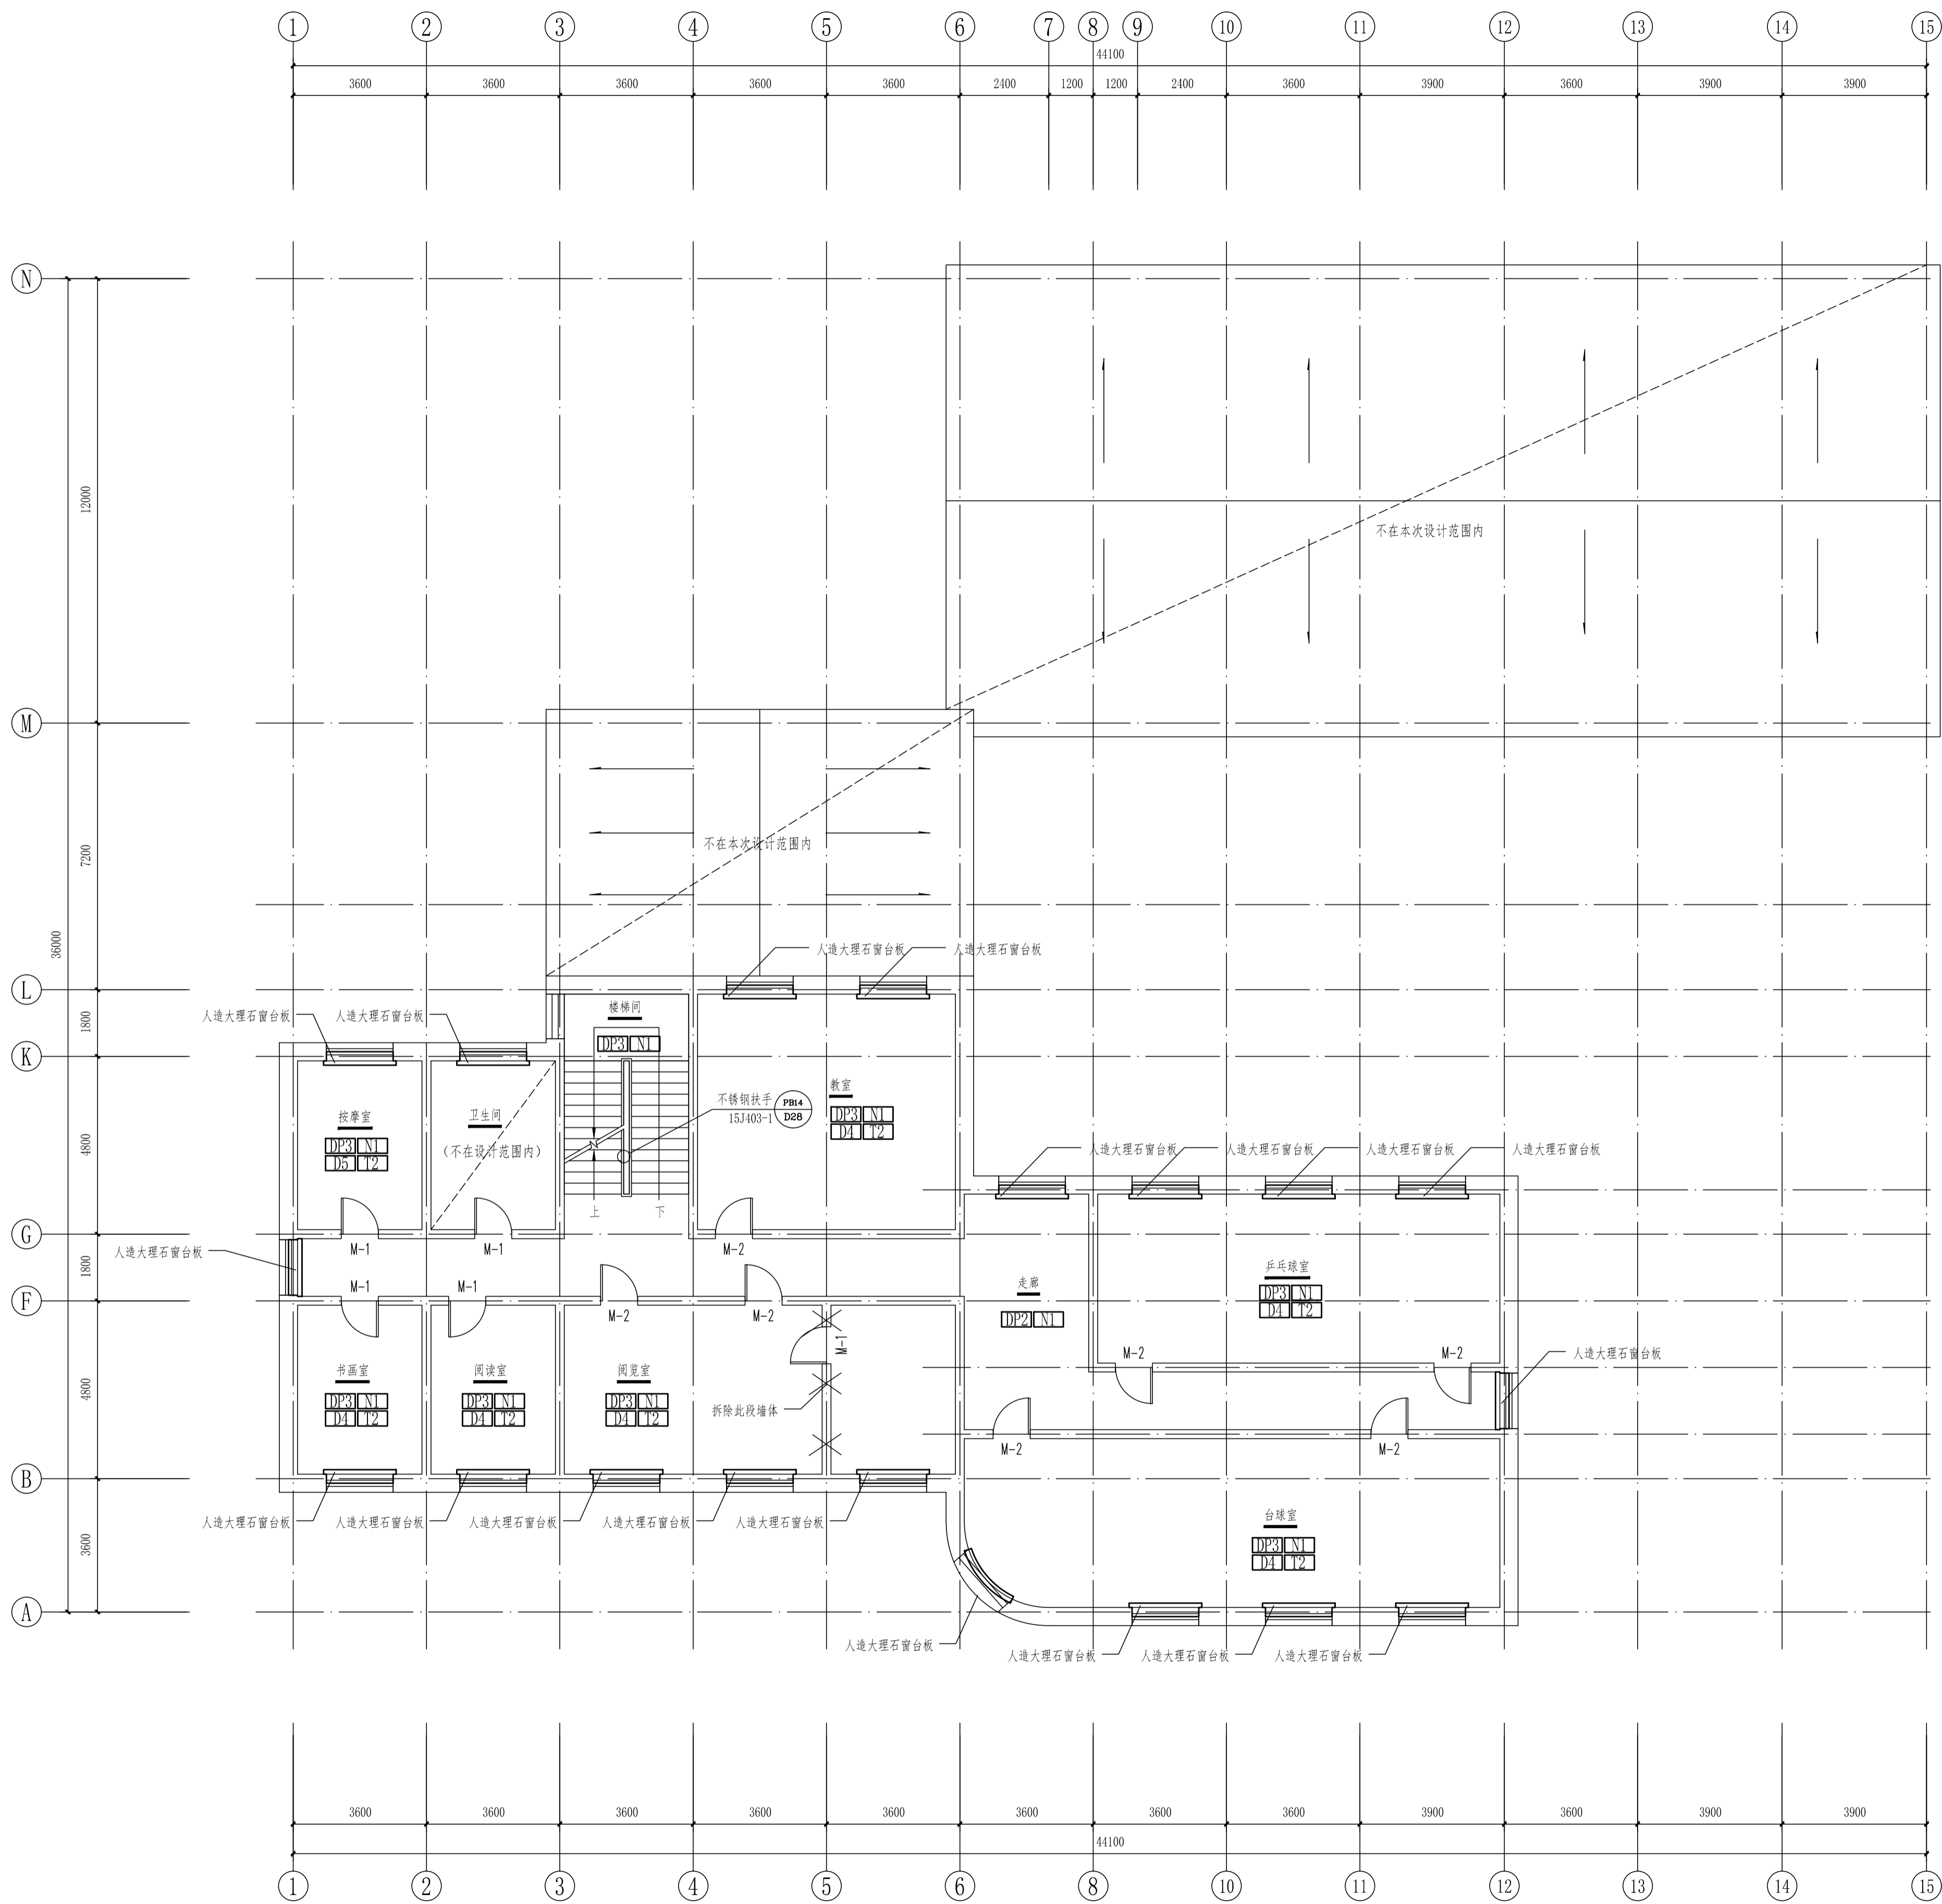 1 2 3 4 5 6 7 8 9 10 11 12 13 14 15
44100
3600 3600 3600 3600 3600 2400 1200 1200 2400 3600 3900 3600 3900 3900
N
12000
不在本次设计范围内
M
7200
不在本次设计范围内
36000
人造大理石窗台板 人造大理石窗台板
L
楼梯间
人造大理石窗台板 人造大理石窗台板
1800
DP3 N1
K
教室
不锈钢扶手 PB14
15J403-1 D28
按摩室 卫生间
DP3 N1
D4 T2
4800
DP3 N1
D5 T2
(不在设计范围内)
人造大理石窗台板 人造大理石窗台板 人造大理石窗台板 人造大理石窗台板
上 下
G
人造大理石窗台板
M-1 M-1 M-2
1800
乒乓球室
走廊
M-1 M-1
DP3 N1
D4 T2
F
M-2 M-2
DP2 N1
M-1
M-2 M-2
人造大理石窗台板
书画室 阅读室 阅览室
4800
DP3 N1 DP3 N1 DP3 N1
D4 T2 D4 T2 D4 T2
拆除此段墙体
M-2 M-2
B
人造大理石窗台板 人造大理石窗台板 人造大理石窗台板 人造大理石窗台板 人造大理石窗台板
台球室
3600
DP3 N1
D4 T2
A
人造大理石窗台板
人造大理石窗台板 人造大理石窗台板 人造大理石窗台板
3600 3600 3600 3600 3600 3600 3600 3600 3900 3600 3900 3900
44100
1 2 3 4 5 6 8 10 11 12 13 14 15